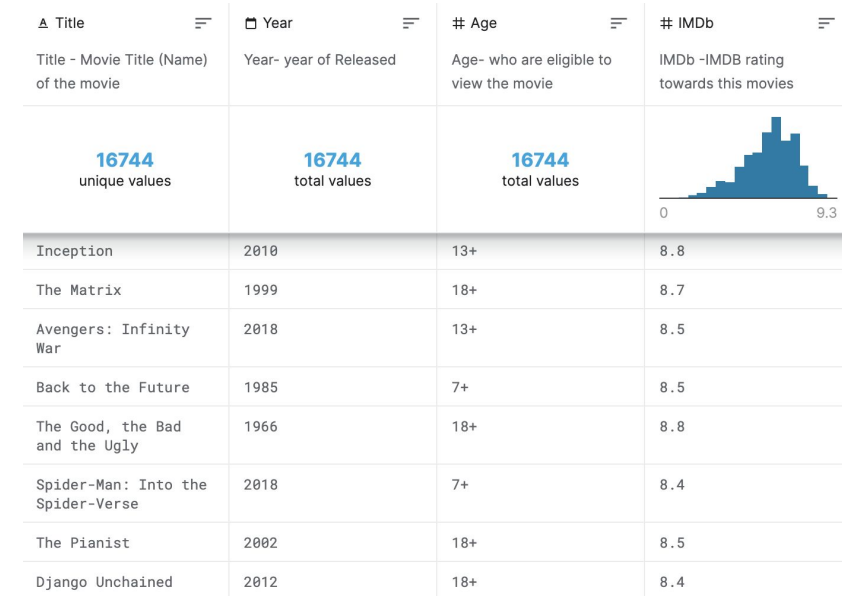 Title
Year
# Age
# IMDb
Title - Movie Title (Name)
of the movie
Year- year of Released
Age- who are eligible to
view the movie
IMDb -IMDB rating
towards this movies
16744
unique values
16744
total values
16744
total values
0
9.3
Inception
2010
13+
8.8
The Matrix
1999
18+
8.7
Avengers: Infinity
War
2018
13+
8.5
Back to the Future
1985
7+
8.5
The Good, the Bad
and the Ugly
1966
18+
8.8
Spider-Man: Into the
Spider-Verse
2018
7+
8.4
The Pianist
2002
18+
8.5
Django Unchained
2012
18+
8.4